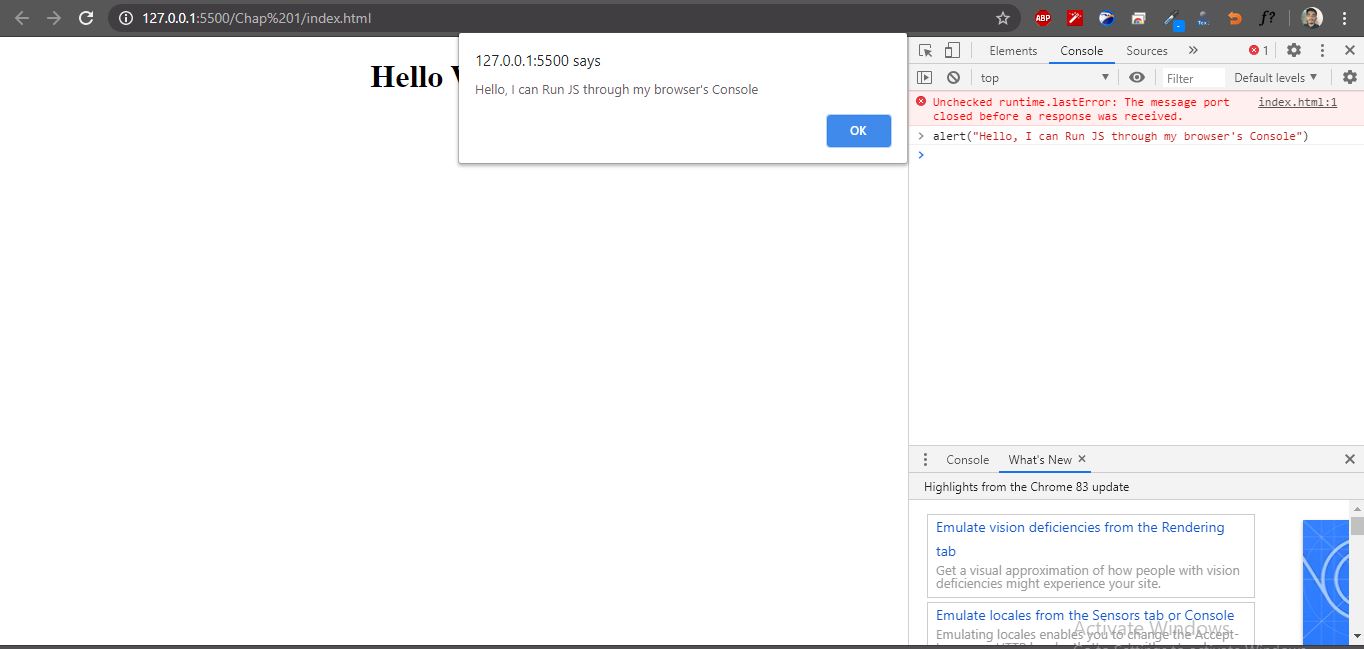 127.0.0.1:5500/Chap%201/index.html
ABP
f?
Hello
127.0.0.1:5500 says
Hello, I can Run JS through my browser's Console
OK
Elements Console Sources » 1
top Filter Default levels
Unchecked runtime.lastError: The message port index.html:1
closed before a response was received.
> alert("Hello, I can Run JS through my browser's Console")
>
Console What's New
Highlights from the Chrome 83 update
Emulate vision deficiencies from the Rendering
tab
Get a visual approximation of how people with vision
deficiencies might experience your site.
Emulate locales from the Sensors tab or Console
Emulating locales enables you to change the Accept-
Activate Windows